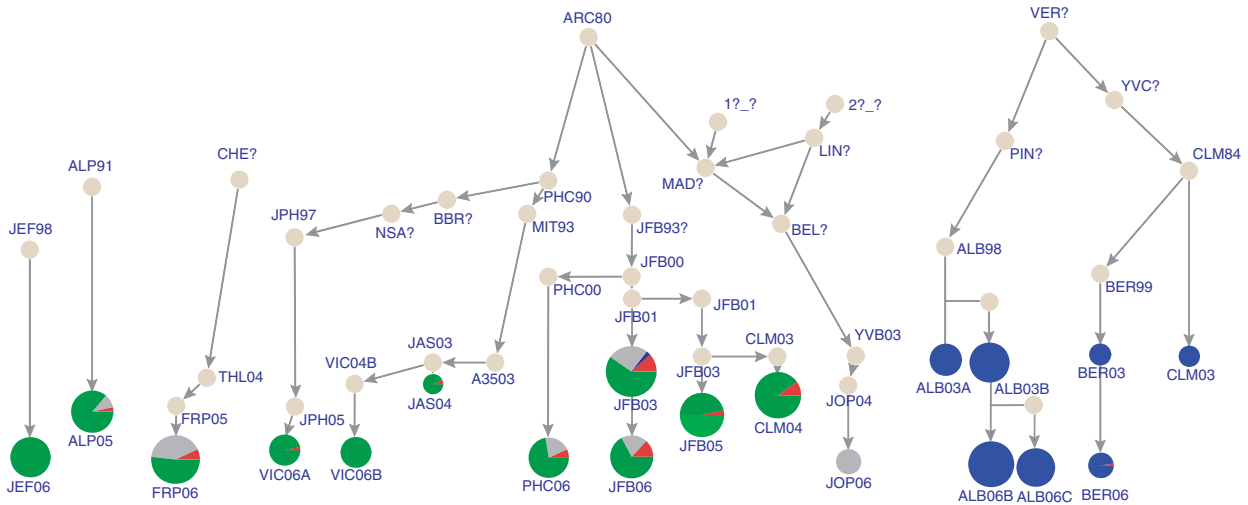 ARC80
VER?
YVC?
1?_?
2?_?
CHE?
ALP91
LIN?
PIN?
CLM84
MAD?
PHC90
BBR?
JPH97
NSA?
MIT93
JFB93?
BEL?
JEF98
ALB98
JFB00
PHC00
BER99
JFB01
JFB01
JAS03
CLM03
YVB03
VIC04B
A3503
JFB03
THL04
JAS04
JFB03
JOP04
ALB03A
ALB03B
BER03
CLM03
FRP05
JPH05
ALP05
JFB05
CLM04
JEF06
FRP06
VIC06A
VIC06B
PHC06
JFB06
JOP06
ALB06B
ALB06C
BER06